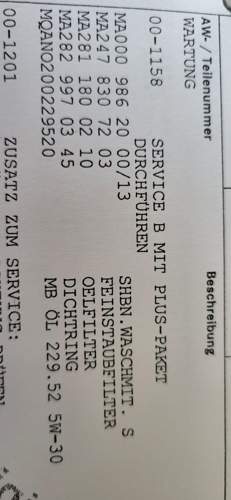 AW- / Teilenummer Beschreibung
WARTUNG
00-1158 SERVICE B MIT PLUS-PAKET
DURCHFÜHREN
MA000 986 20 00/13 SHBN.WASCHMIT. S
MA247 830 72 03 FEINSTAUBFILTER
MA281 180 02 10 OELFILTER
MA282 997 03 45 DICHTRING
MQANO200229520 MB ÖL 229.52 5W-30
00-1201 ZUSATZ ZUM SERVICE: